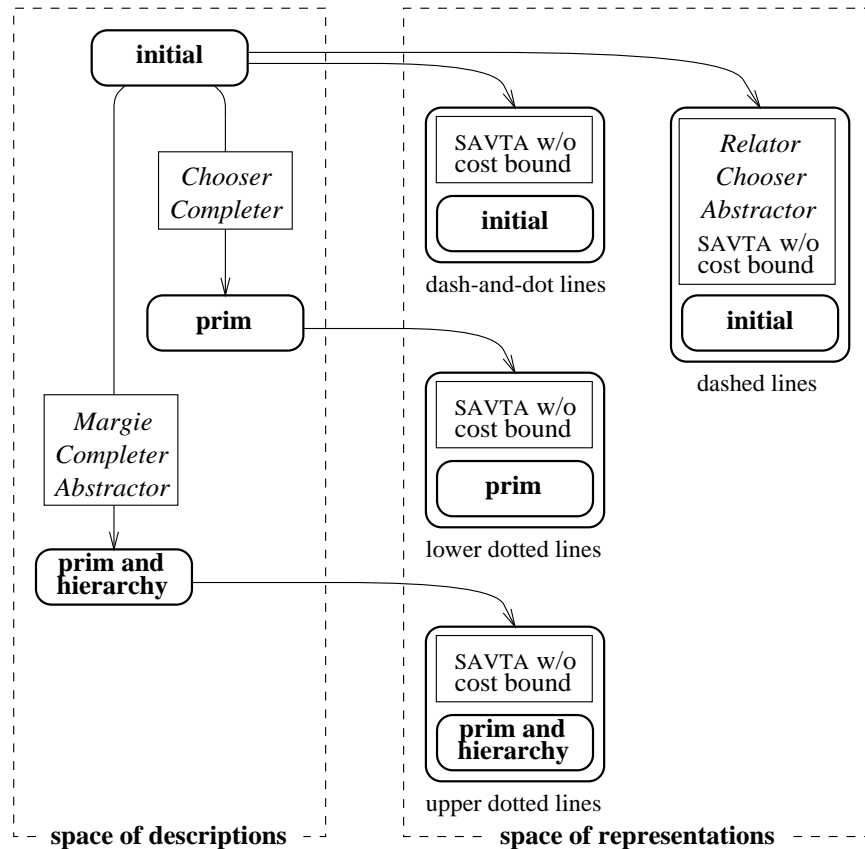 initial
Chooser
Completer
prim
Margie
Completer
Abstractor
prim and
hierarchy
space of descriptions
SAVTA w/o
cost bound
initial
dash-and-dot lines
Relator
Chooser
Abstractor
SAVTA w/o
cost bound
initial
dashed lines
SAVTA w/o
cost bound
prim
lower dotted lines
SAVTA w/o
cost bound
prim and
hierarchy
upper dotted lines
space of representations